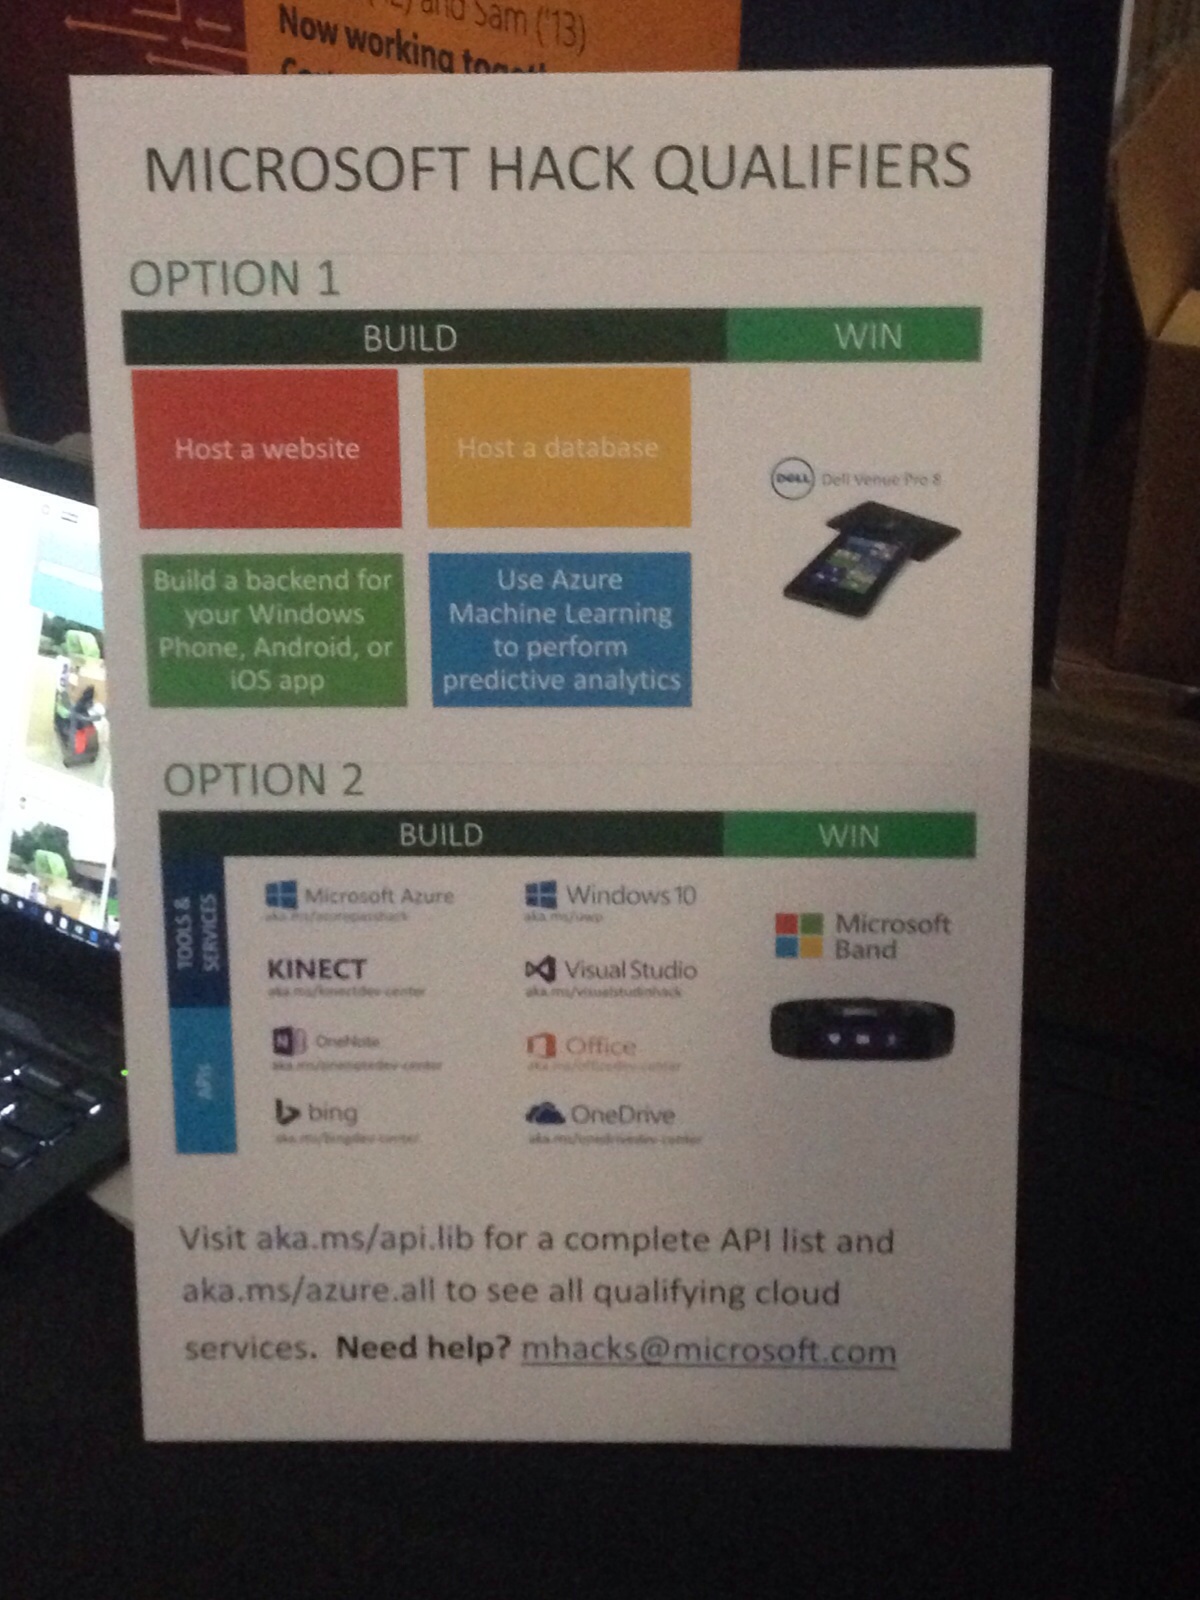 and Sam ('13)
Now working
MICROSOFT HACK QUALIFIERS
OPTION 1
BUILD
WIN
Host a website
Host a database
DELL Dell Venue Pro 8
Build a backend for
your Windows
Phone, Android, or
iOS app
Use Azure
Machine Learning
to perform
predictive analytics
OPTION 2
BUILD
WIN
TOOLS &
SERVICES
Microsoft Azure
Windows 10
aka.ms/uwp
KINECT
aka.ms/kinectdev-center
Visual Studio
aka.ms/visualstudiohack
Microsoft
Band
APIs
OneNote
Office
aka.ms/officedev-center
bing
aka.ms/bingdev-center
OneDrive
aka.ms/onedrivedev-center
Visit aka.ms/api.lib for a complete API list and
aka.ms/azure.all to see all qualifying cloud
services. Need help? mhacks@microsoft.com